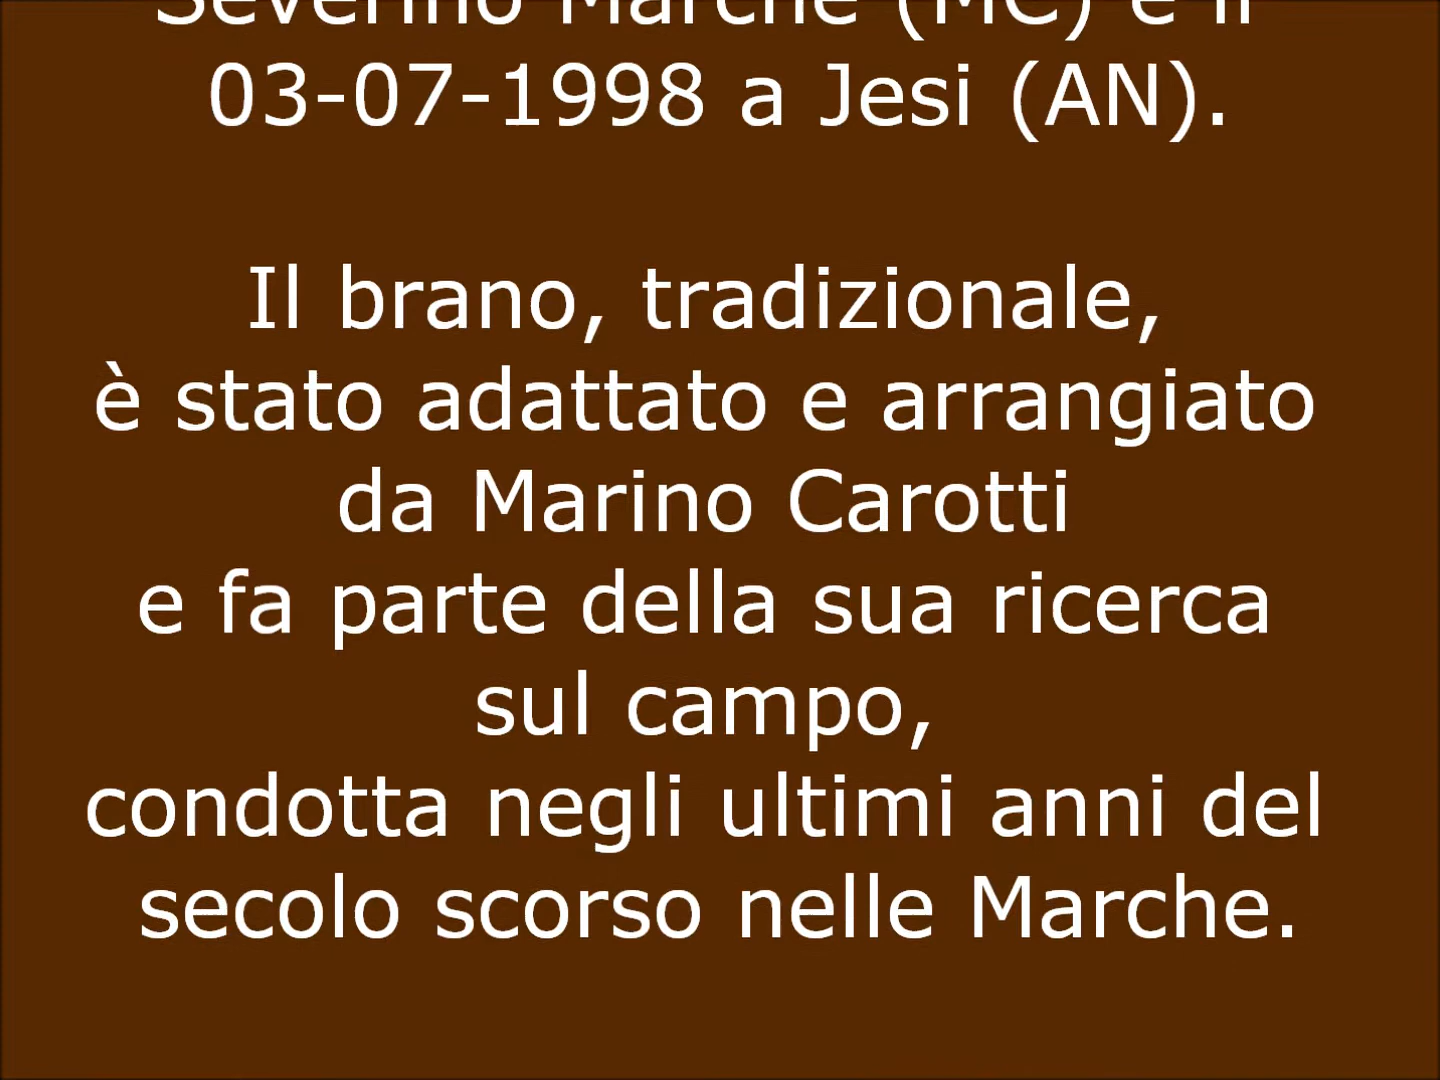 Severino Marche (MC) e il
03-07-1998 a Jesi (AN).
Il brano, tradizionale,
è stato adattato e arrangiato
da Marino Carotti
e fa parte della sua ricerca
sul campo,
condotta negli ultimi anni del
secolo scorso nelle Marche.